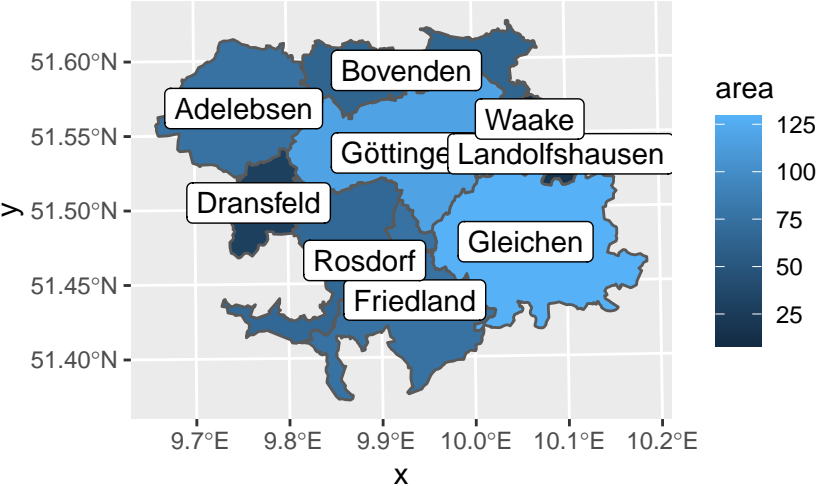 51.60°N
51.55°N
51.50°N
51.45°N
51.40°N
y
Bovenden
Adelebsen
Waake
Göttinge
Landolfshausen
Dransfeld
Gleichen
Rosdorf
Friedland
9.7°E
9.8°E
9.9°E
10.0°E
10.1°E
10.2°E
x
area
125
100
75
50
25